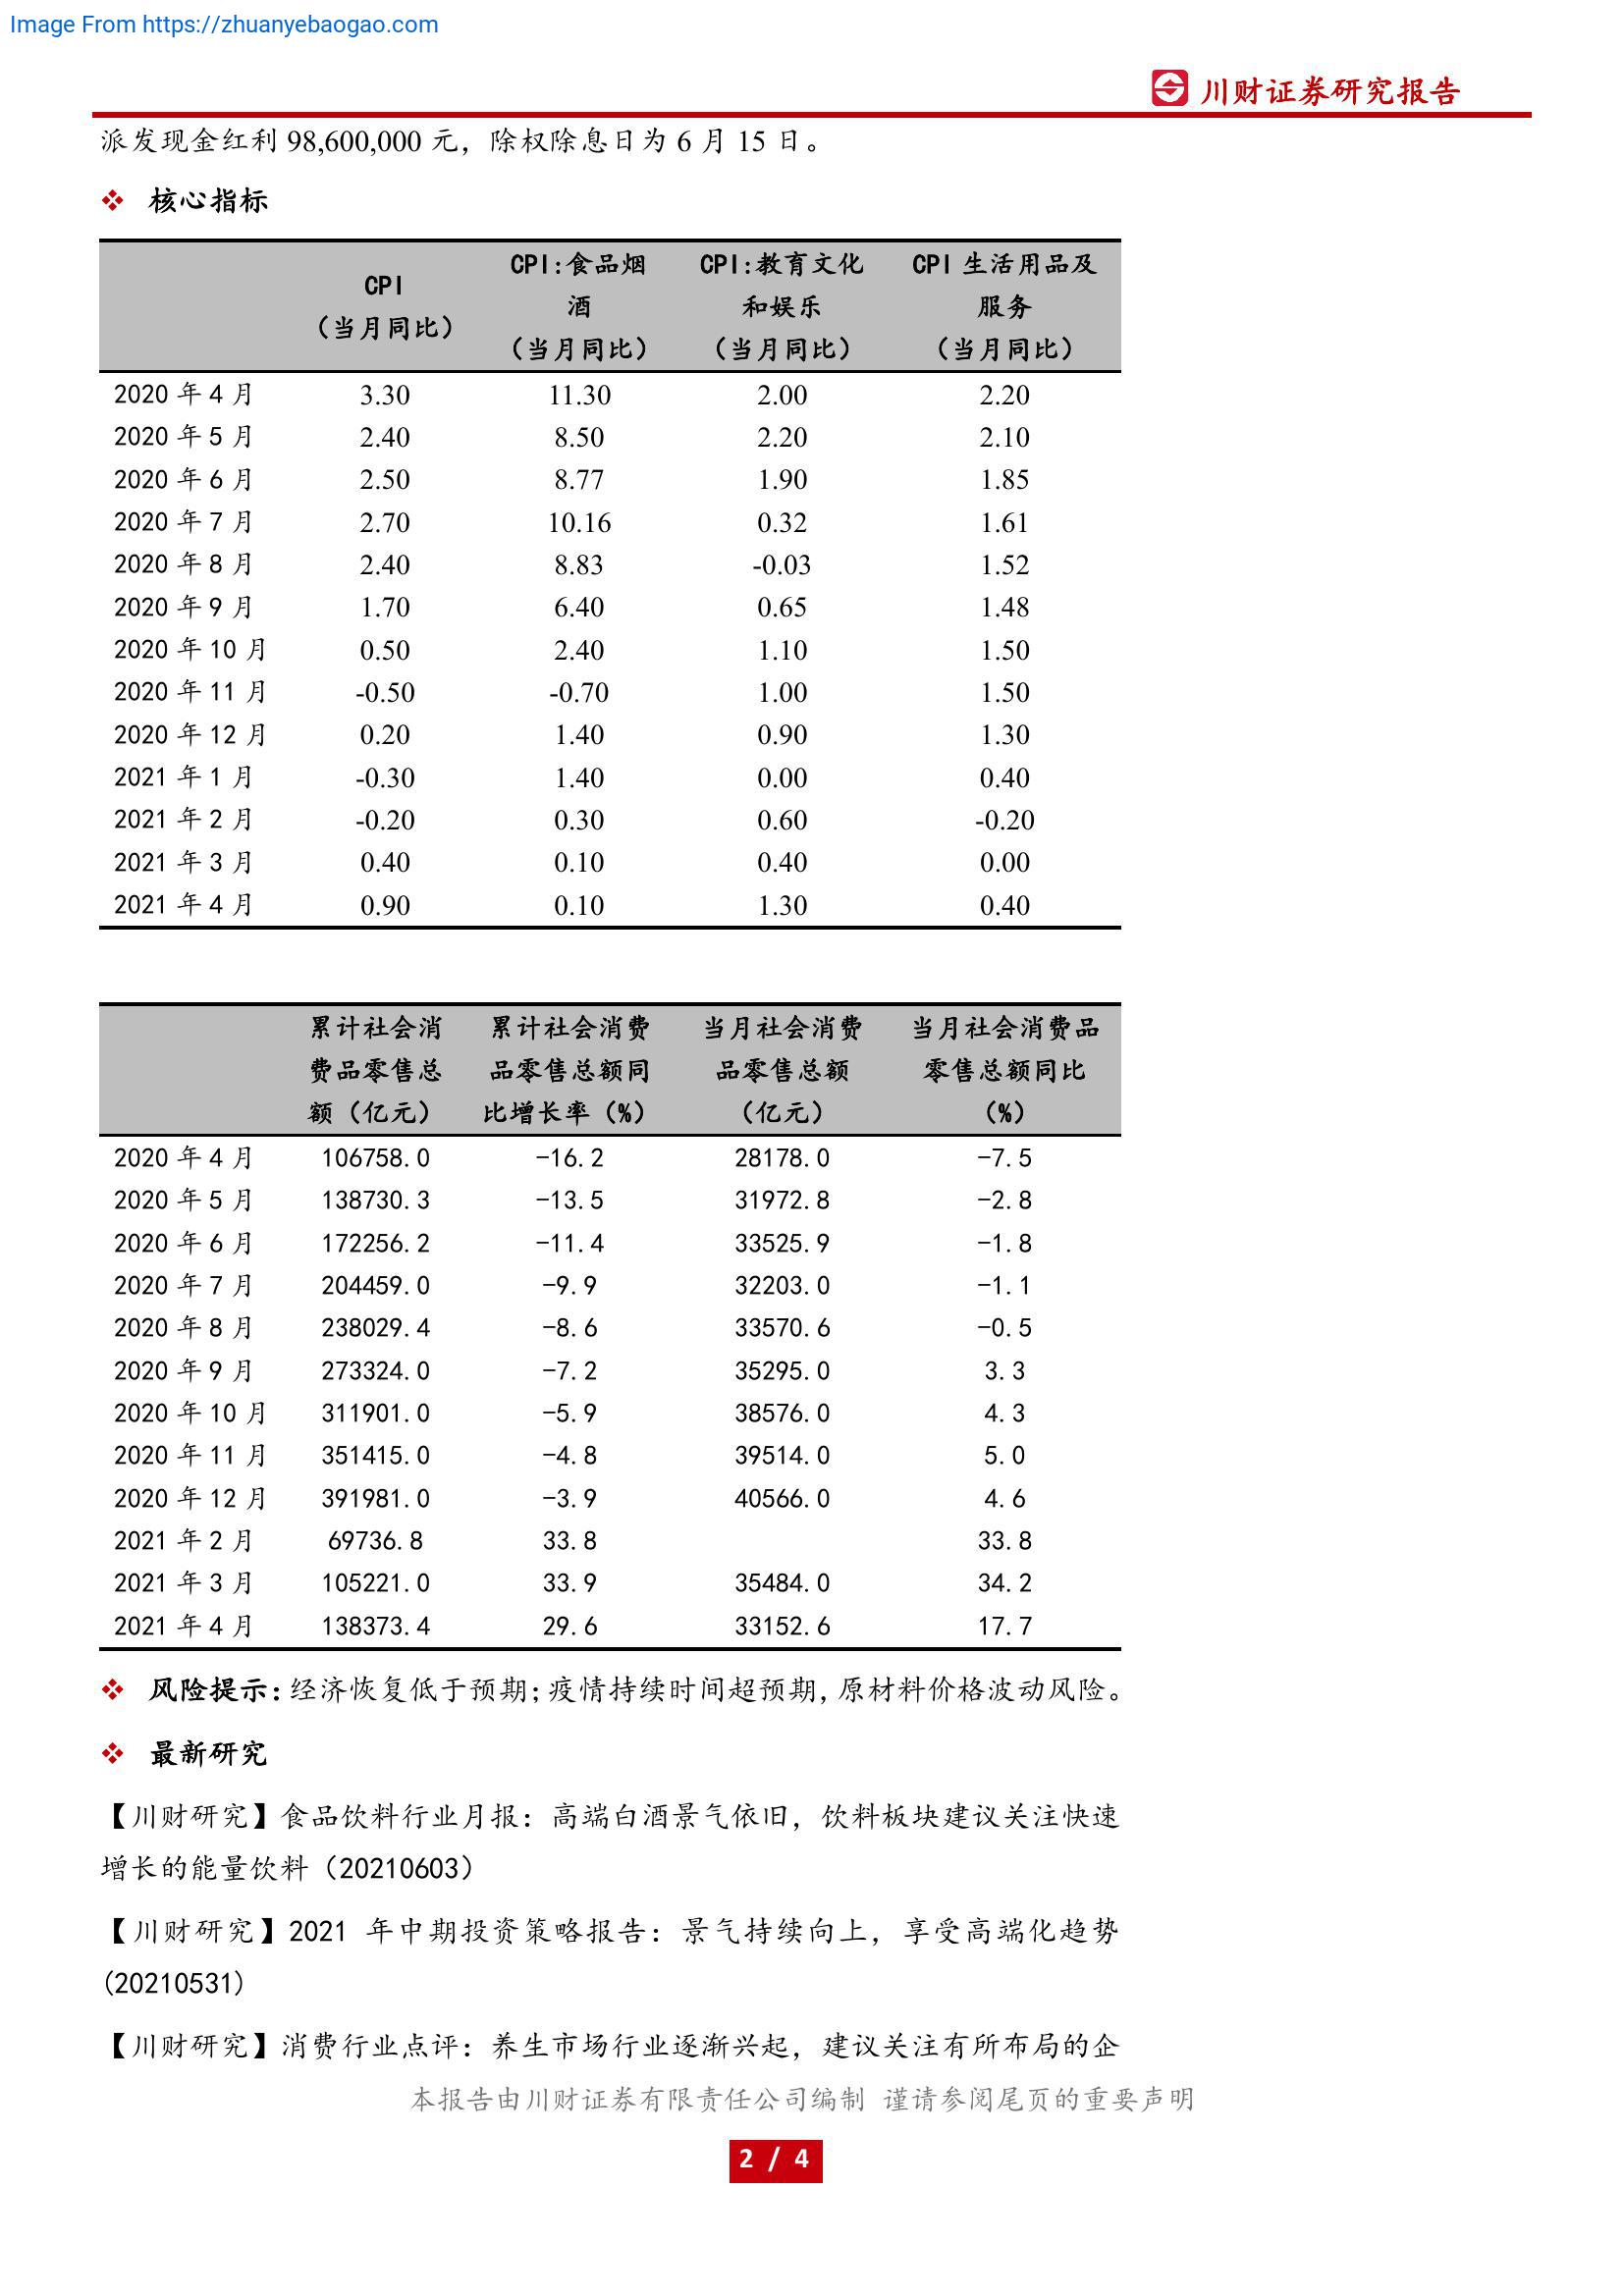 Image From https://zhuanyebaogao.com
川财证券研究报告
派发现金红利 98,600,000 元，除权除息日为 6 月 15 日。
❖ 核心指标
CPI（当月同比） CPI:食品烟酒（当月同比） CPI:教育文化和娱乐（当月同比） CPI 生活用品及服务（当月同比）
2020 年 4 月 3.30 11.30 2.00 2.20
2020 年 5 月 2.40 8.50 2.20 2.10
2020 年 6 月 2.50 8.77 1.90 1.85
2020 年 7 月 2.70 10.16 0.32 1.61
2020 年 8 月 2.40 8.83 -0.03 1.52
2020 年 9 月 1.70 6.40 0.65 1.48
2020 年 10 月 0.50 2.40 1.10 1.50
2020 年 11 月 -0.50 -0.70 1.00 1.50
2020 年 12 月 0.20 1.40 0.90 1.30
2021 年 1 月 -0.30 1.40 0.00 0.40
2021 年 2 月 -0.20 0.30 0.60 -0.20
2021 年 3 月 0.40 0.10 0.40 0.00
2021 年 4 月 0.90 0.10 1.30 0.40
累计社会消费品零售总额（亿元） 累计社会消费品零售总额同比增长率（%） 当月社会消费品零售总额（亿元） 当月社会消费品零售总额同比（%）
2020 年 4 月 106758.0 -16.2 28178.0 -7.5
2020 年 5 月 138730.3 -13.5 31972.8 -2.8
2020 年 6 月 172256.2 -11.4 33525.9 -1.8
2020 年 7 月 204459.0 -9.9 32203.0 -1.1
2020 年 8 月 238029.4 -8.6 33570.6 -0.5
2020 年 9 月 273324.0 -7.2 35295.0 3.3
2020 年 10 月 311901.0 -5.9 38576.0 4.3
2020 年 11 月 351415.0 -4.8 39514.0 5.0
2020 年 12 月 391981.0 -3.9 40566.0 4.6
2021 年 2 月 69736.8 33.8 33.8
2021 年 3 月 105221.0 33.9 35484.0 34.2
2021 年 4 月 138373.4 29.6 33152.6 17.7
❖ 风险提示：经济恢复低于预期；疫情持续时间超预期，原材料价格波动风险。
❖ 最新研究
【川财研究】食品饮料行业月报：高端白酒景气依旧，饮料板块建议关注快速
增长的能量饮料（20210603）
【川财研究】2021 年中期投资策略报告：景气持续向上，享受高端化趋势
(20210531)
【川财研究】消费行业点评：养生市场行业逐渐兴起，建议关注有所布局的企
本报告由川财证券有限责任公司编制 谨请参阅尾页的重要声明
2 / 4